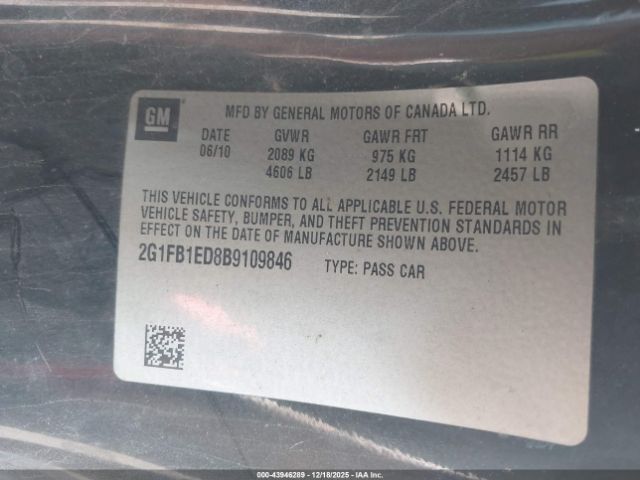 GM
MFD BY GENERAL MOTORS OF CANADA LTD.
DATE GVWR GAWR FRT GAWR RR
06/10 2089 KG 975 KG 1114 KG
4606 LB 2149 LB 2457 LB
THIS VEHICLE CONFORMS TO ALL APPLICABLE U.S. FEDERAL MOTOR
VEHICLE SAFETY, BUMPER, AND THEFT PREVENTION STANDARDS IN
EFFECT ON THE DATE OF MANUFACTURE SHOWN ABOVE.
2G1FB1ED8B9109846 TYPE: PASS CAR
000-43946289 - 12/18/2025 - IAA Inc.